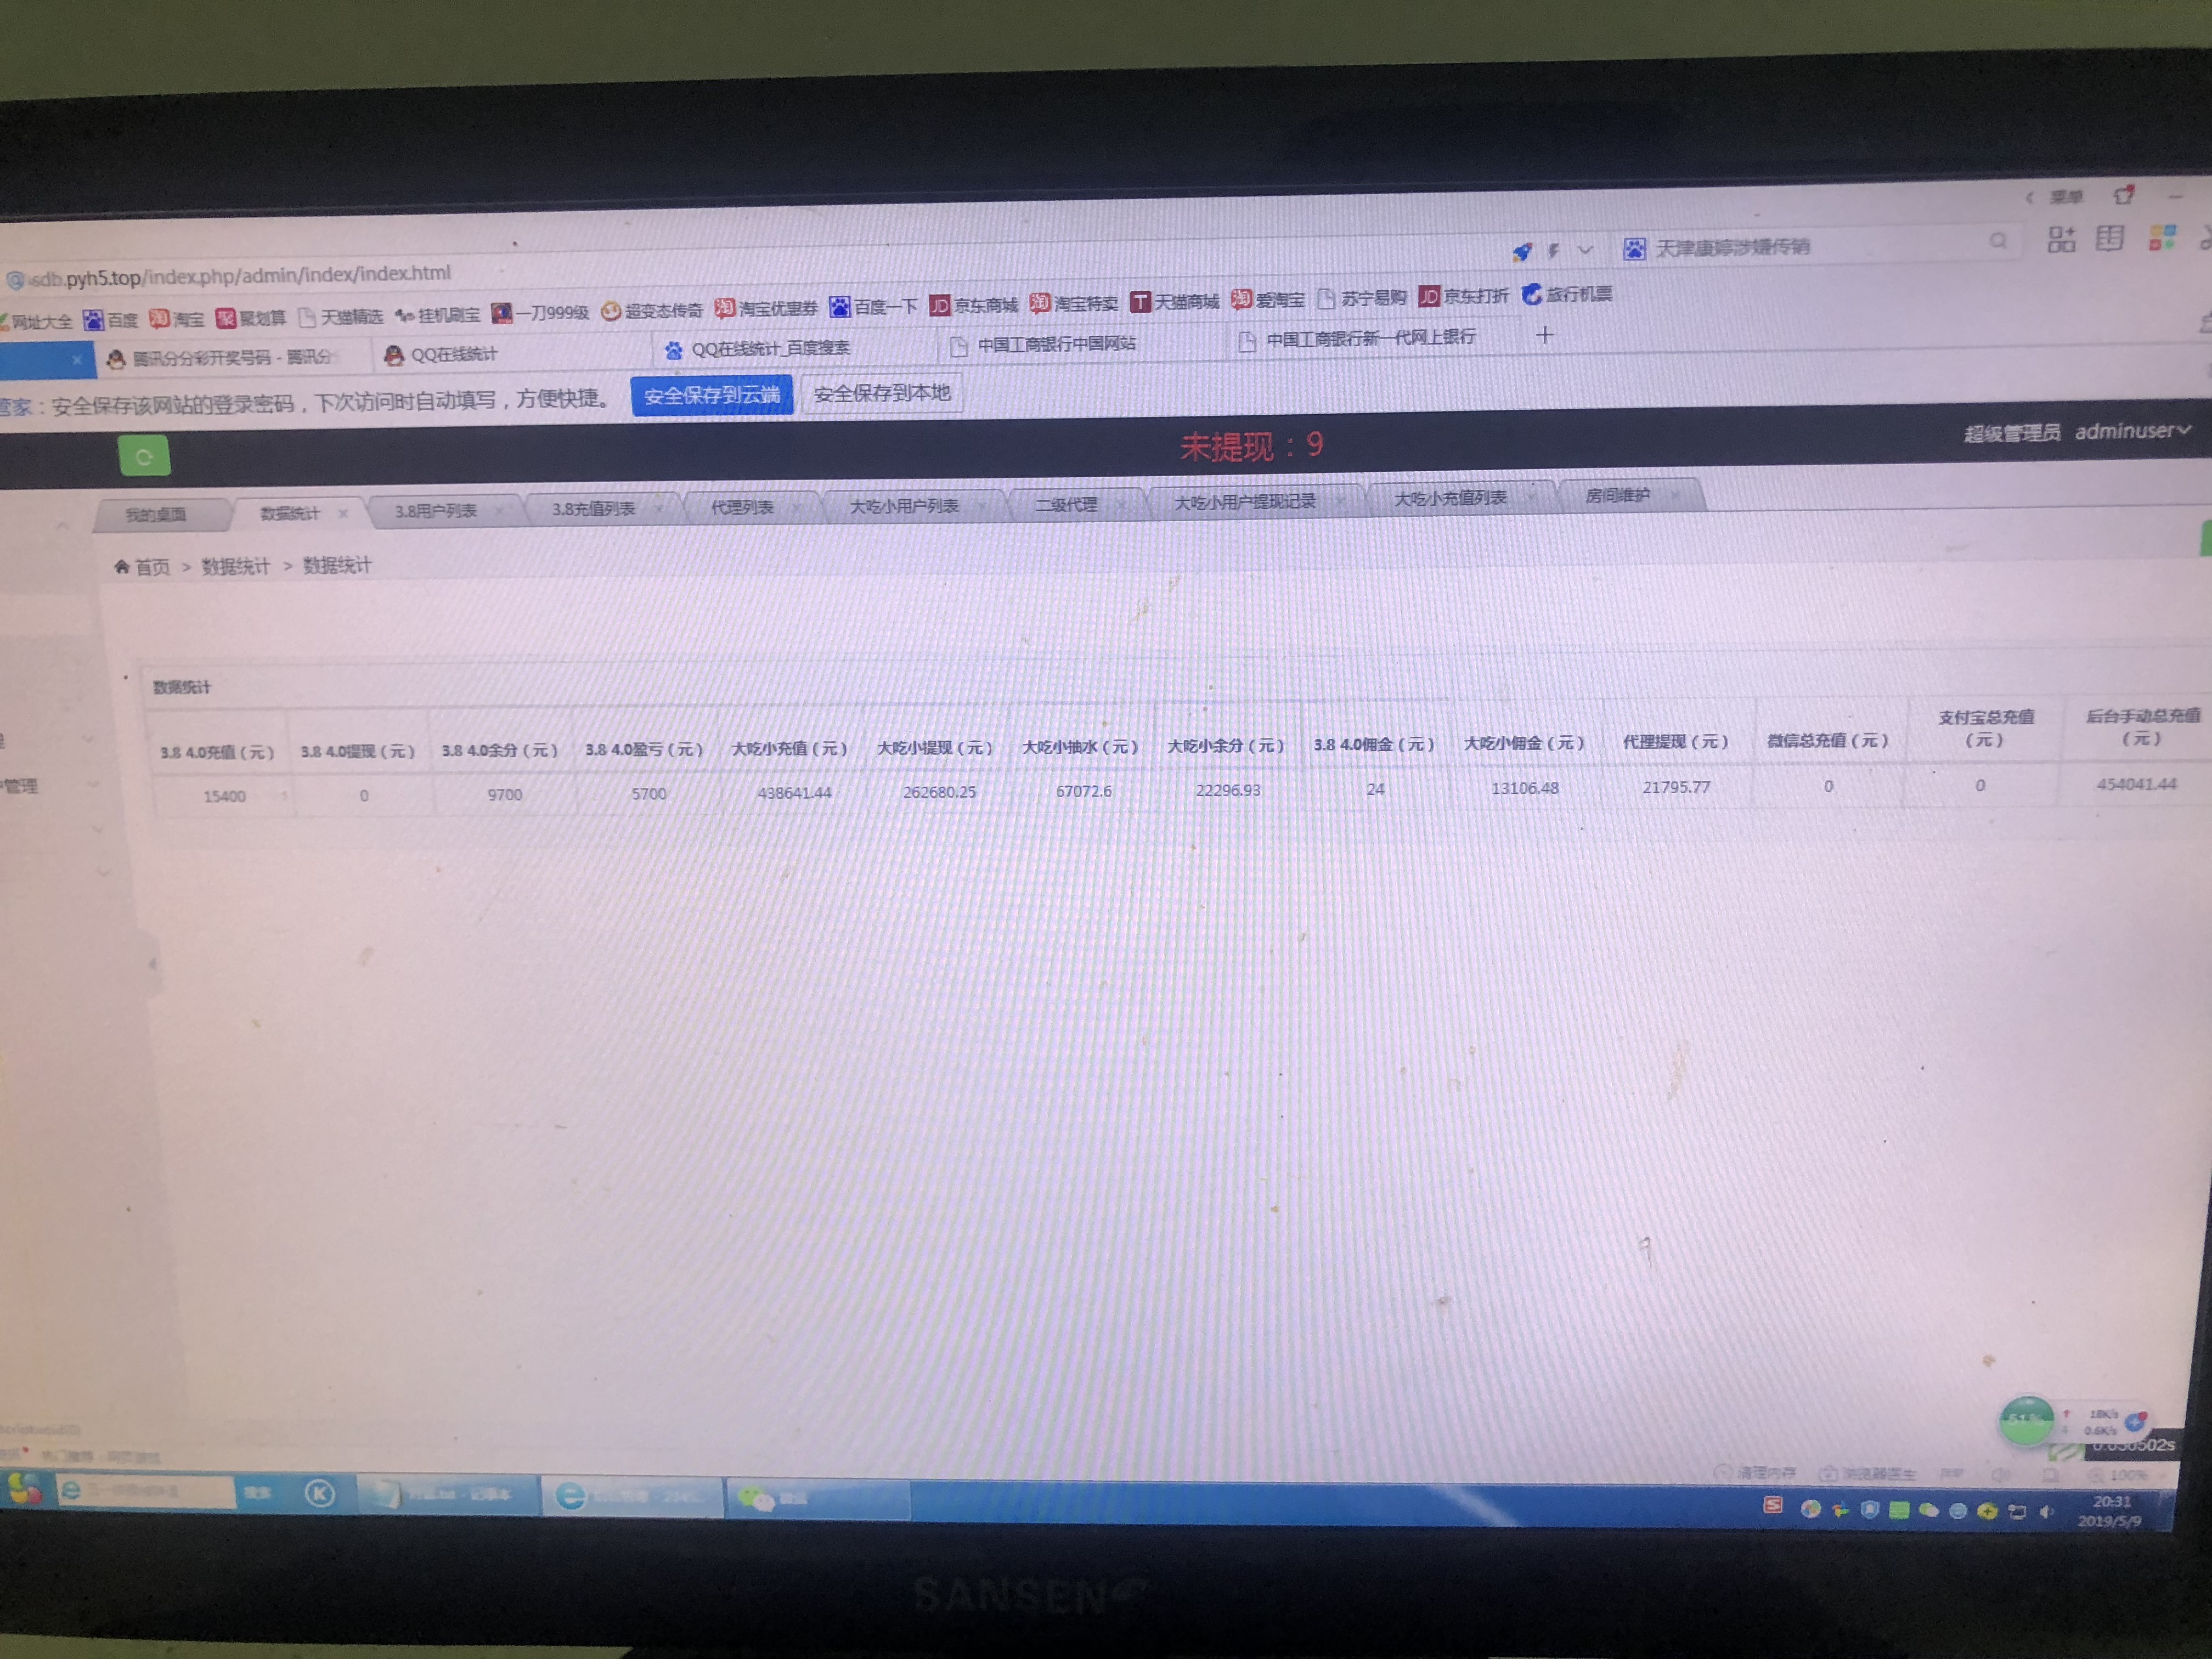 菜单
sdb.pyh5.top/index.php/admin/index/index.html
天津康婷涉嫌传销
网址大全 百度 淘宝 聚划算 天猫精选 挂机刷宝 一刀999级 超变态传奇 淘宝优惠券 百度一下 京东商城 淘宝特卖 天猫商城 爱淘宝 苏宁易购 京东打折 旅行机票
腾讯分分彩开奖号码 - 腾讯分 QQ在线统计 QQ在线统计_百度搜索 中国工商银行中国网站 中国工商银行新一代网上银行
管家：安全保存该网站的登录密码，下次访问时自动填写，方便快捷。 安全保存到云端 安全保存到本地
未提现：9
超级管理员 adminuser
我的桌面 数据统计 3.8用户列表 3.8充值列表 代理列表 大吃小用户列表 二级代理 大吃小用户提现记录 大吃小充值列表 房间维护
首页 > 数据统计 > 数据统计
数据统计
3.8 4.0充值（元） 3.8 4.0提现（元） 3.8 4.0余分（元） 3.8 4.0盈亏（元） 大吃小充值（元） 大吃小提现（元） 大吃小抽水（元） 大吃小余分（元） 3.8 4.0佣金（元） 大吃小佣金（元） 代理提现（元） 微信总充值（元） 支付宝总充值（元） 后台手动总充值（元）
15400 0 9700 5700 438641.44 262680.25 67072.6 22296.93 24 13106.48 21795.77 0 0 454041.44
管理
51%
18K/s
0.6K/s
清理内存 浏览器医生 100%
搜索
微信
20:31
2019/5/9
SANSEN